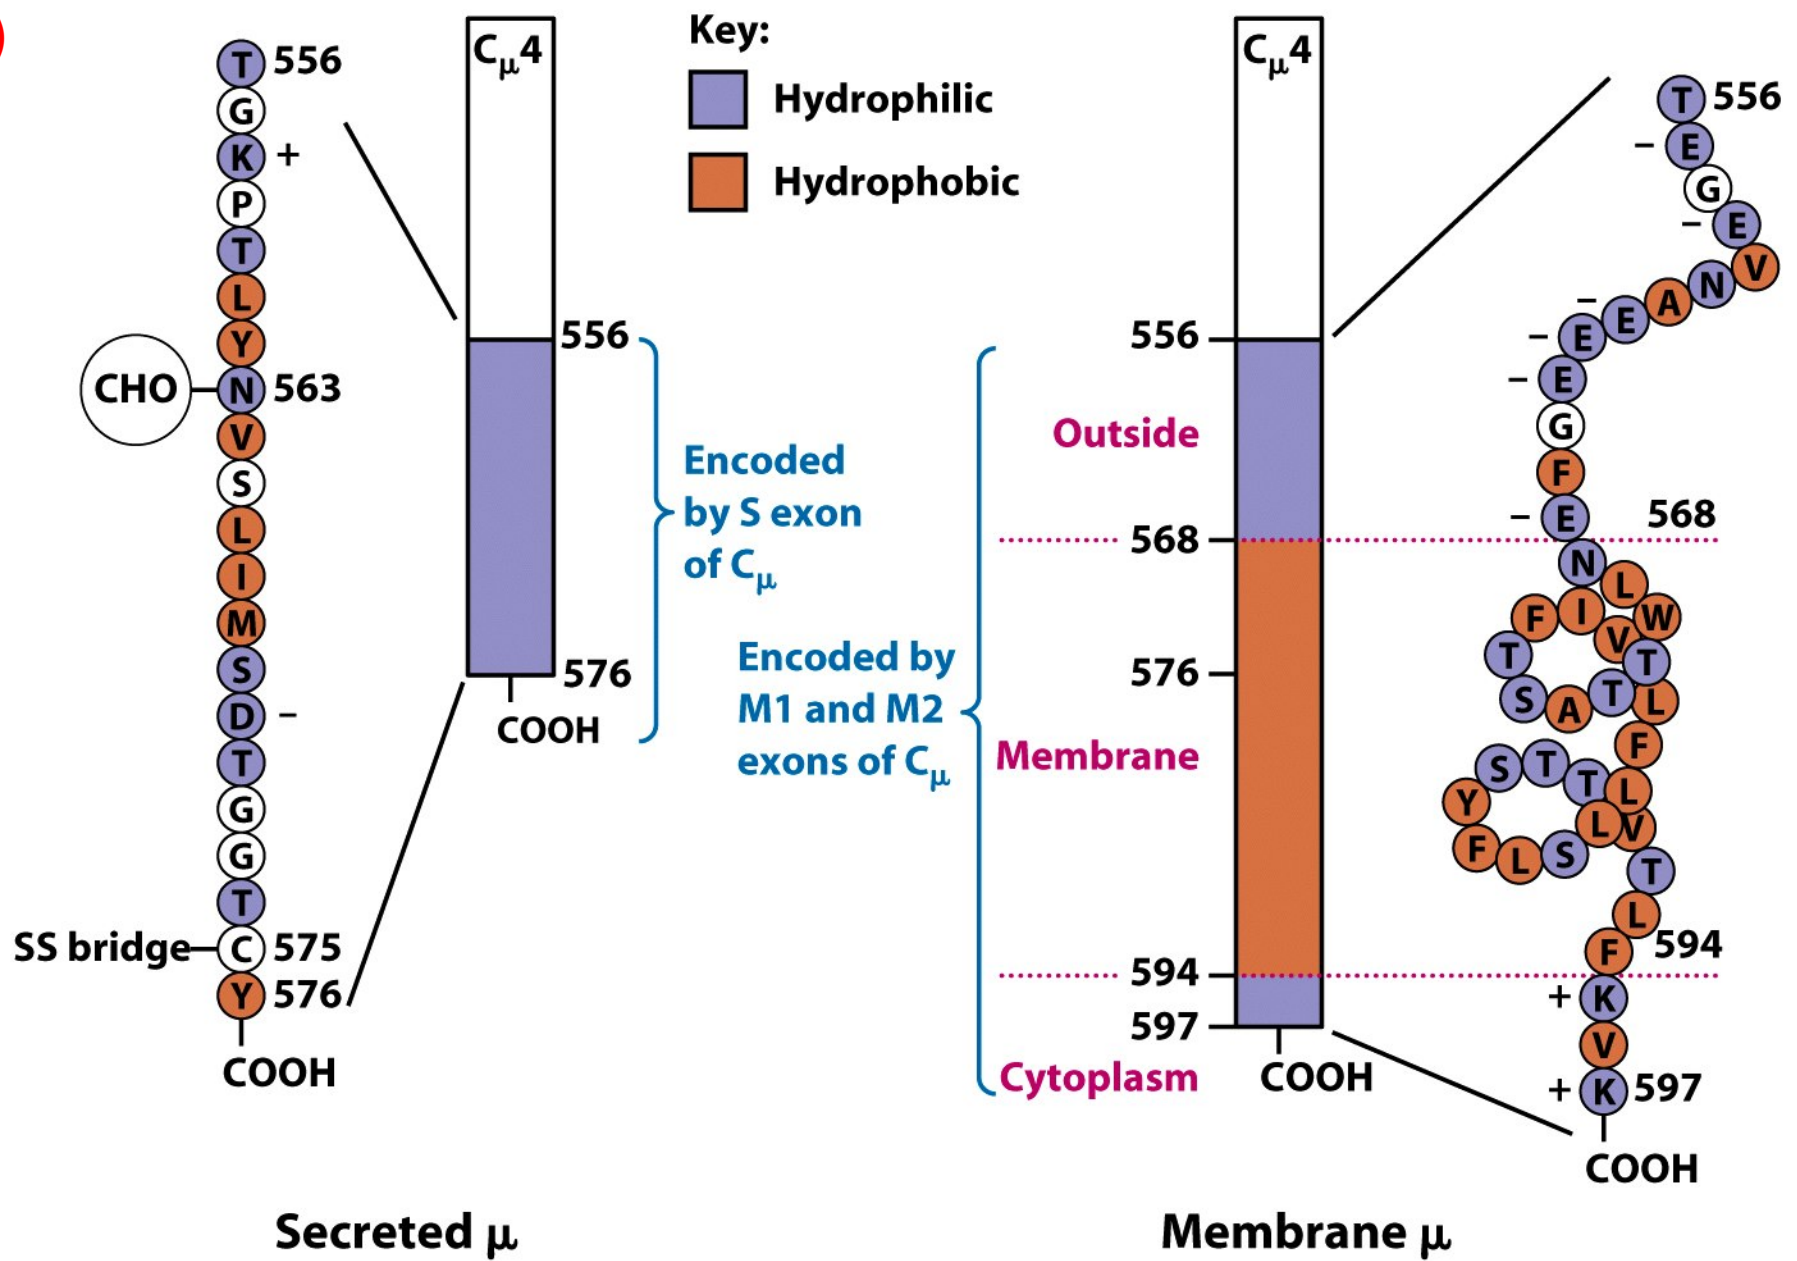 T 556
G
K +
P
T
L
Y
CHO N 563
V
S
L
I
M
S
D –
T
G
G
T
SS bridge C 575
Y 576
COOH
Secreted μ
Cμ4
556
576
COOH
Encoded
by S exon
of Cμ
Key:
Hydrophilic
Hydrophobic
Encoded by
M1 and M2
exons of Cμ
Cμ4
556
Outside
568
576
Membrane
594
597
Cytoplasm
COOH
T 556
– E
G
– E
V
N
A
– E
– E
– E
G
F
– E
568
N
L
I
F
W
V
T
T
S
A
T
L
F
S
T
T
L
Y
L
V
F
L
S
T
L
F
594
+ K
V
+ K 597
COOH
Membrane μ